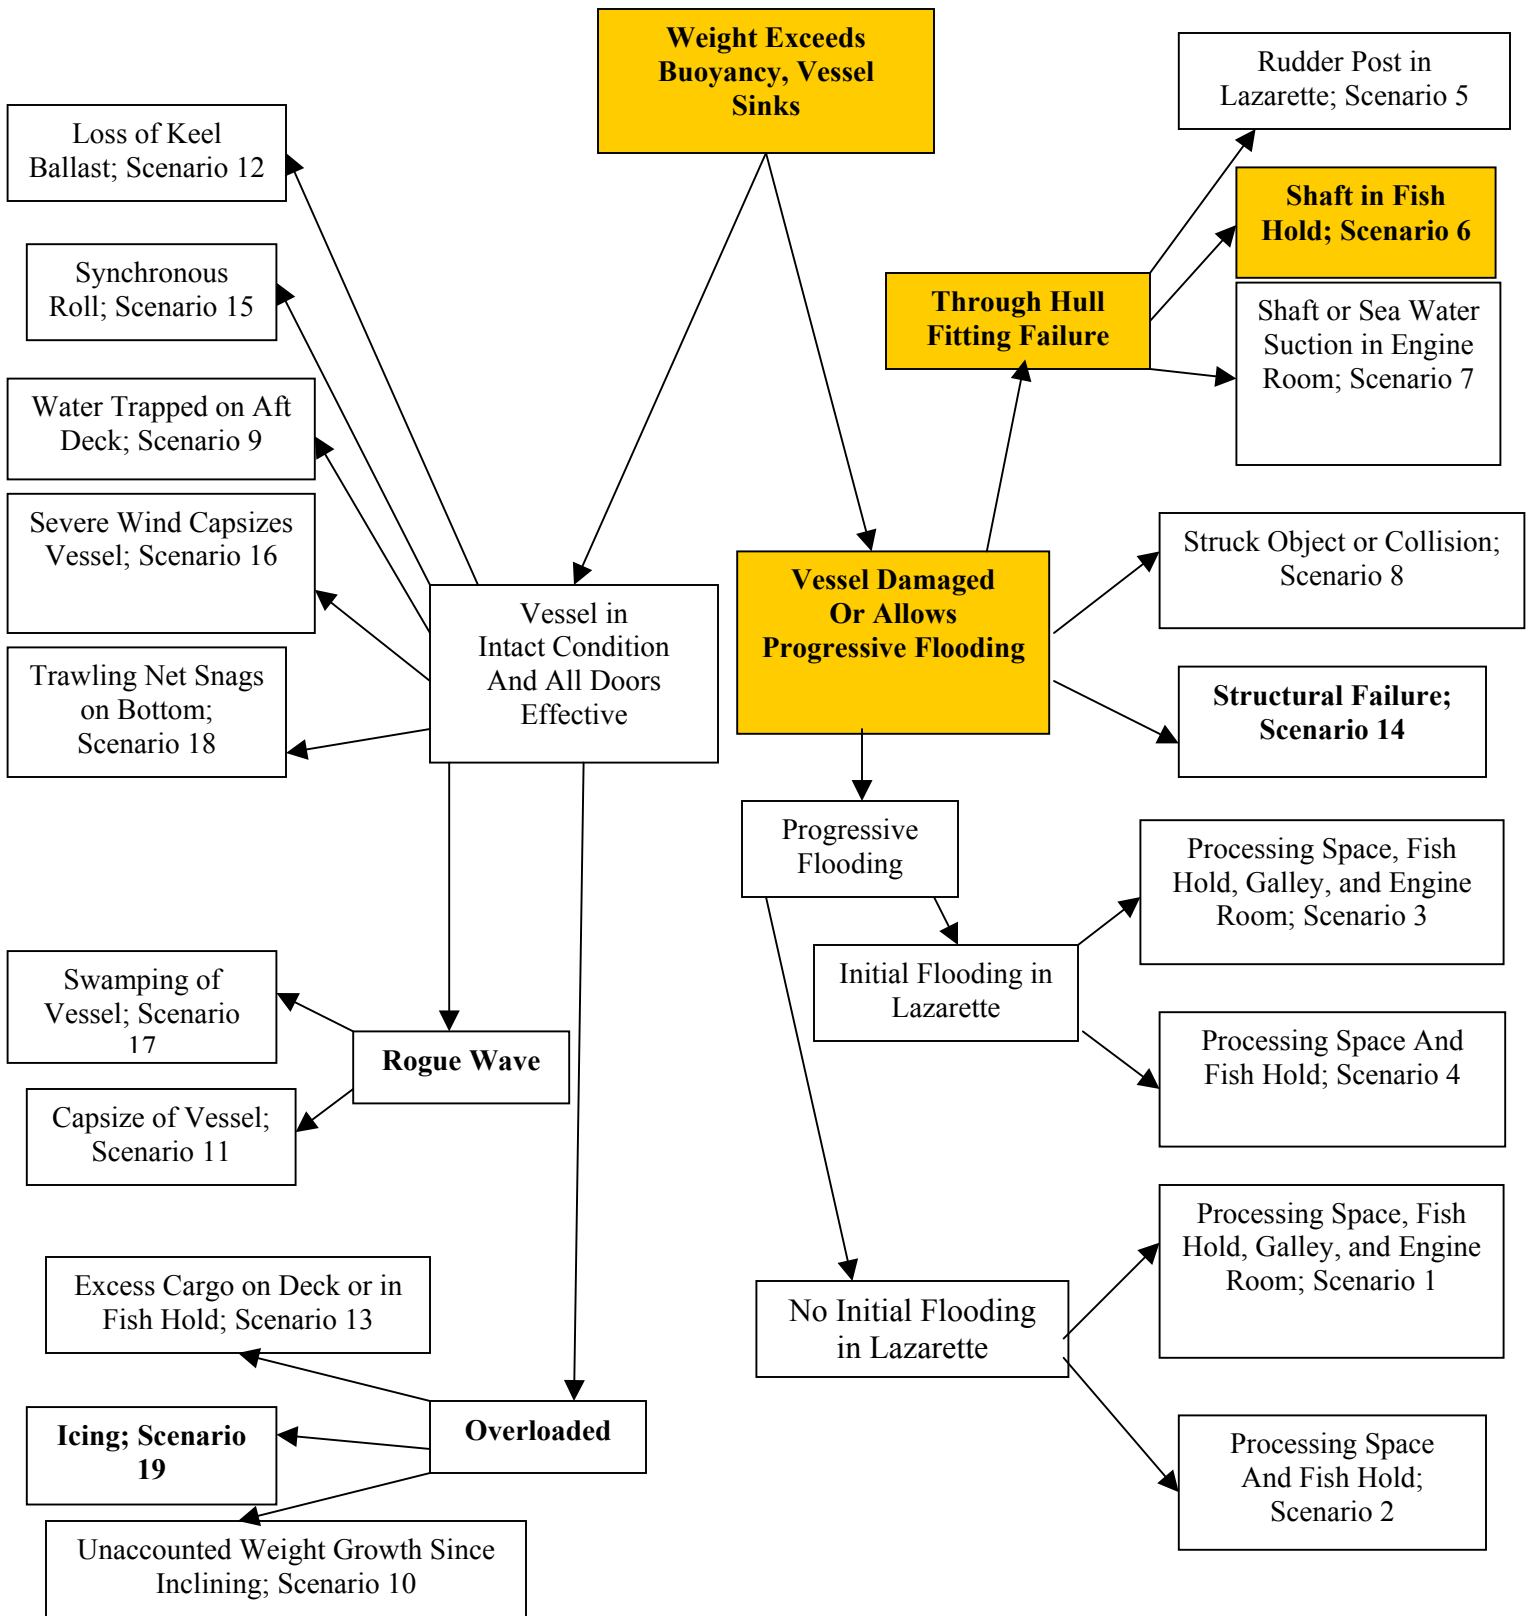 Weight Exceeds
Buoyancy, Vessel
Sinks
Rudder Post in
Lazarette; Scenario 5
Loss of Keel
Ballast; Scenario 12
Shaft in Fish
Hold; Scenario 6
Synchronous
Roll; Scenario 15
Through Hull
Fitting Failure
Shaft or Sea Water
Suction in Engine
Room; Scenario 7
Water Trapped on Aft
Deck; Scenario 9
Severe Wind Capsizes
Vessel; Scenario 16
Struck Object or Collision;
Scenario 8
Vessel in
Intact Condition
And All Doors
Effective
Vessel Damaged
Or Allows
Progressive Flooding
Trawling Net Snags
on Bottom;
Scenario 18
Structural Failure;
Scenario 14
Progressive
Flooding
Processing Space, Fish
Hold, Galley, and Engine
Room; Scenario 3
Initial Flooding in
Lazarette
Swamping of
Vessel; Scenario
17
Rogue Wave
Processing Space And
Fish Hold; Scenario 4
Capsize of Vessel;
Scenario 11
Processing Space, Fish
Hold, Galley, and Engine
Room; Scenario 1
Excess Cargo on Deck or in
Fish Hold; Scenario 13
No Initial Flooding
in Lazarette
Icing; Scenario
19
Overloaded
Processing Space
And Fish Hold;
Scenario 2
Unaccounted Weight Growth Since
Inclining; Scenario 10